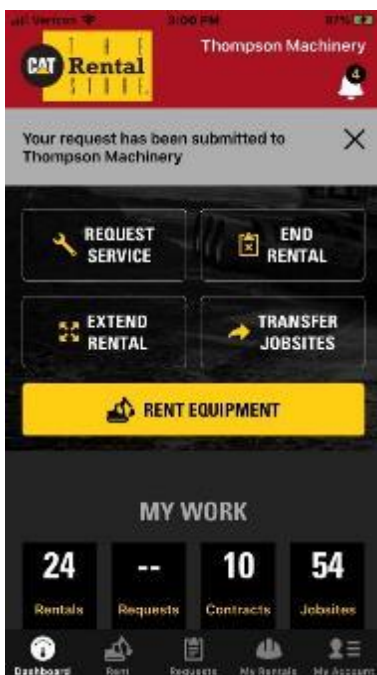 Verizon
3:00 PM
87%
CAT
THE
Rental
STORE
Thompson Machinery
4
Your request has been submitted to
Thompson Machinery
REQUEST
SERVICE
END
RENTAL
EXTEND
RENTAL
TRANSFER
JOBSITES
RENT EQUIPMENT
MY WORK
24
--
10
54
Rentals
Requests
Contracts
Jobsites
Dashboard
Rent
Requests
My Rentals
My Account